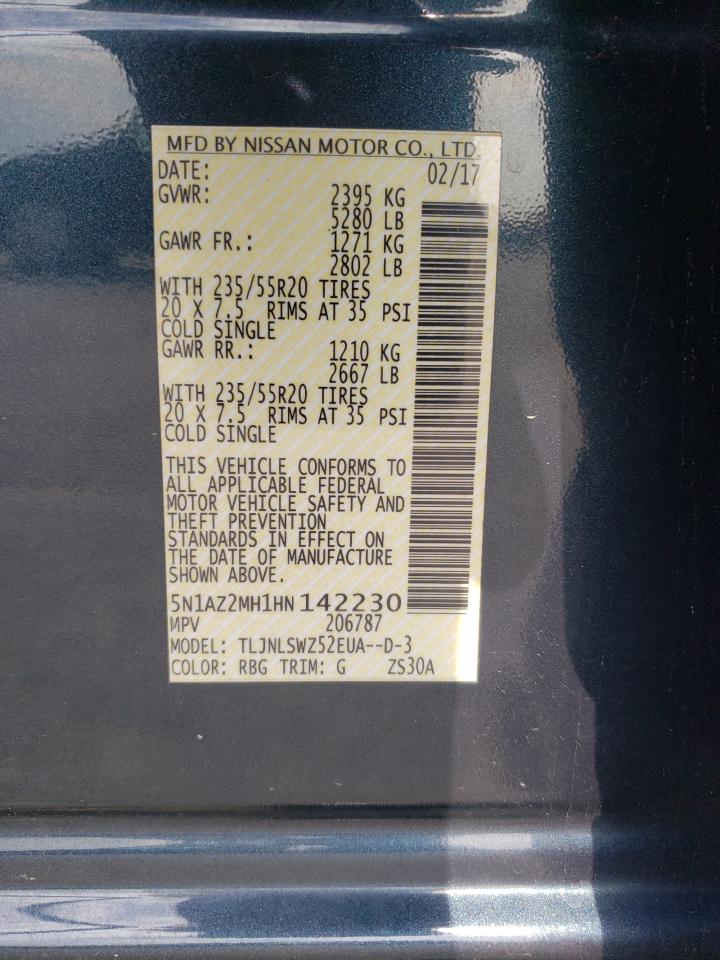 MFD BY NISSAN MOTOR CO., LTD.
DATE: 02/17
GVWR: 2395 KG
5280 LB
GAWR FR.: 1271 KG
2802 LB
WITH 235/55R20 TIRES
20 X 7.5 RIMS AT 35 PSI
COLD SINGLE
GAWR RR.: 1210 KG
2667 LB
WITH 235/55R20 TIRES
20 X 7.5 RIMS AT 35 PSI
COLD SINGLE
THIS VEHICLE CONFORMS TO
ALL APPLICABLE FEDERAL
MOTOR VEHICLE SAFETY AND
THEFT PREVENTION
STANDARDS IN EFFECT ON
THE DATE OF MANUFACTURE
SHOWN ABOVE.
5N1AZ2MH1HN142230
MPV 206787
MODEL: TLJNLSWZ52EUA--D-3
COLOR: RBG TRIM: G ZS30A